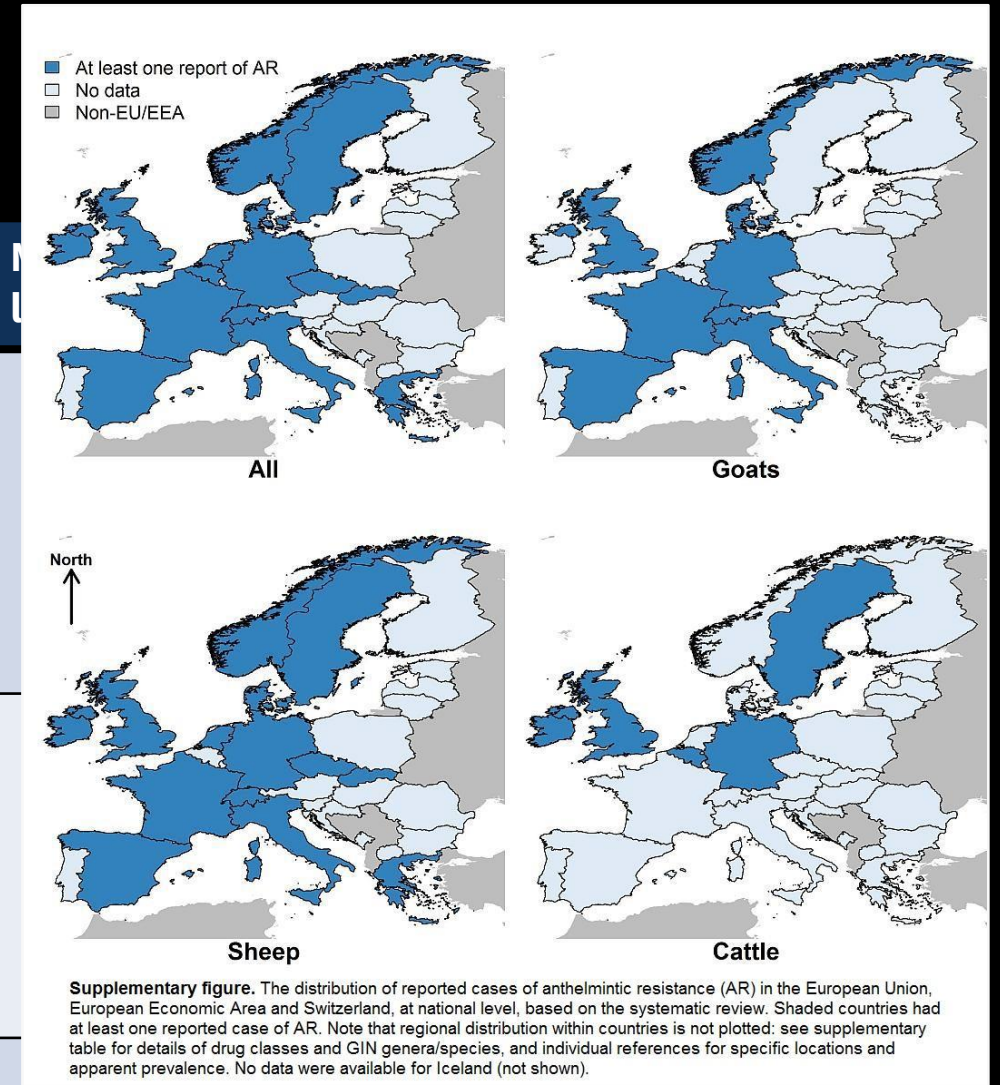 At least one report of AR
No data
Non-EU/EEA
All
Goats
North
Sheep
Cattle
Supplementary figure. The distribution of reported cases of anthelmintic resistance (AR) in the European Union,
European Economic Area and Switzerland, at national level, based on the systematic review. Shaded countries had
at least one reported case of AR. Note that regional distribution within countries is not plotted: see supplementary
table for details of drug classes and GIN genera/species, and individual references for specific locations and
apparent prevalence. No data were available for Iceland (not shown).